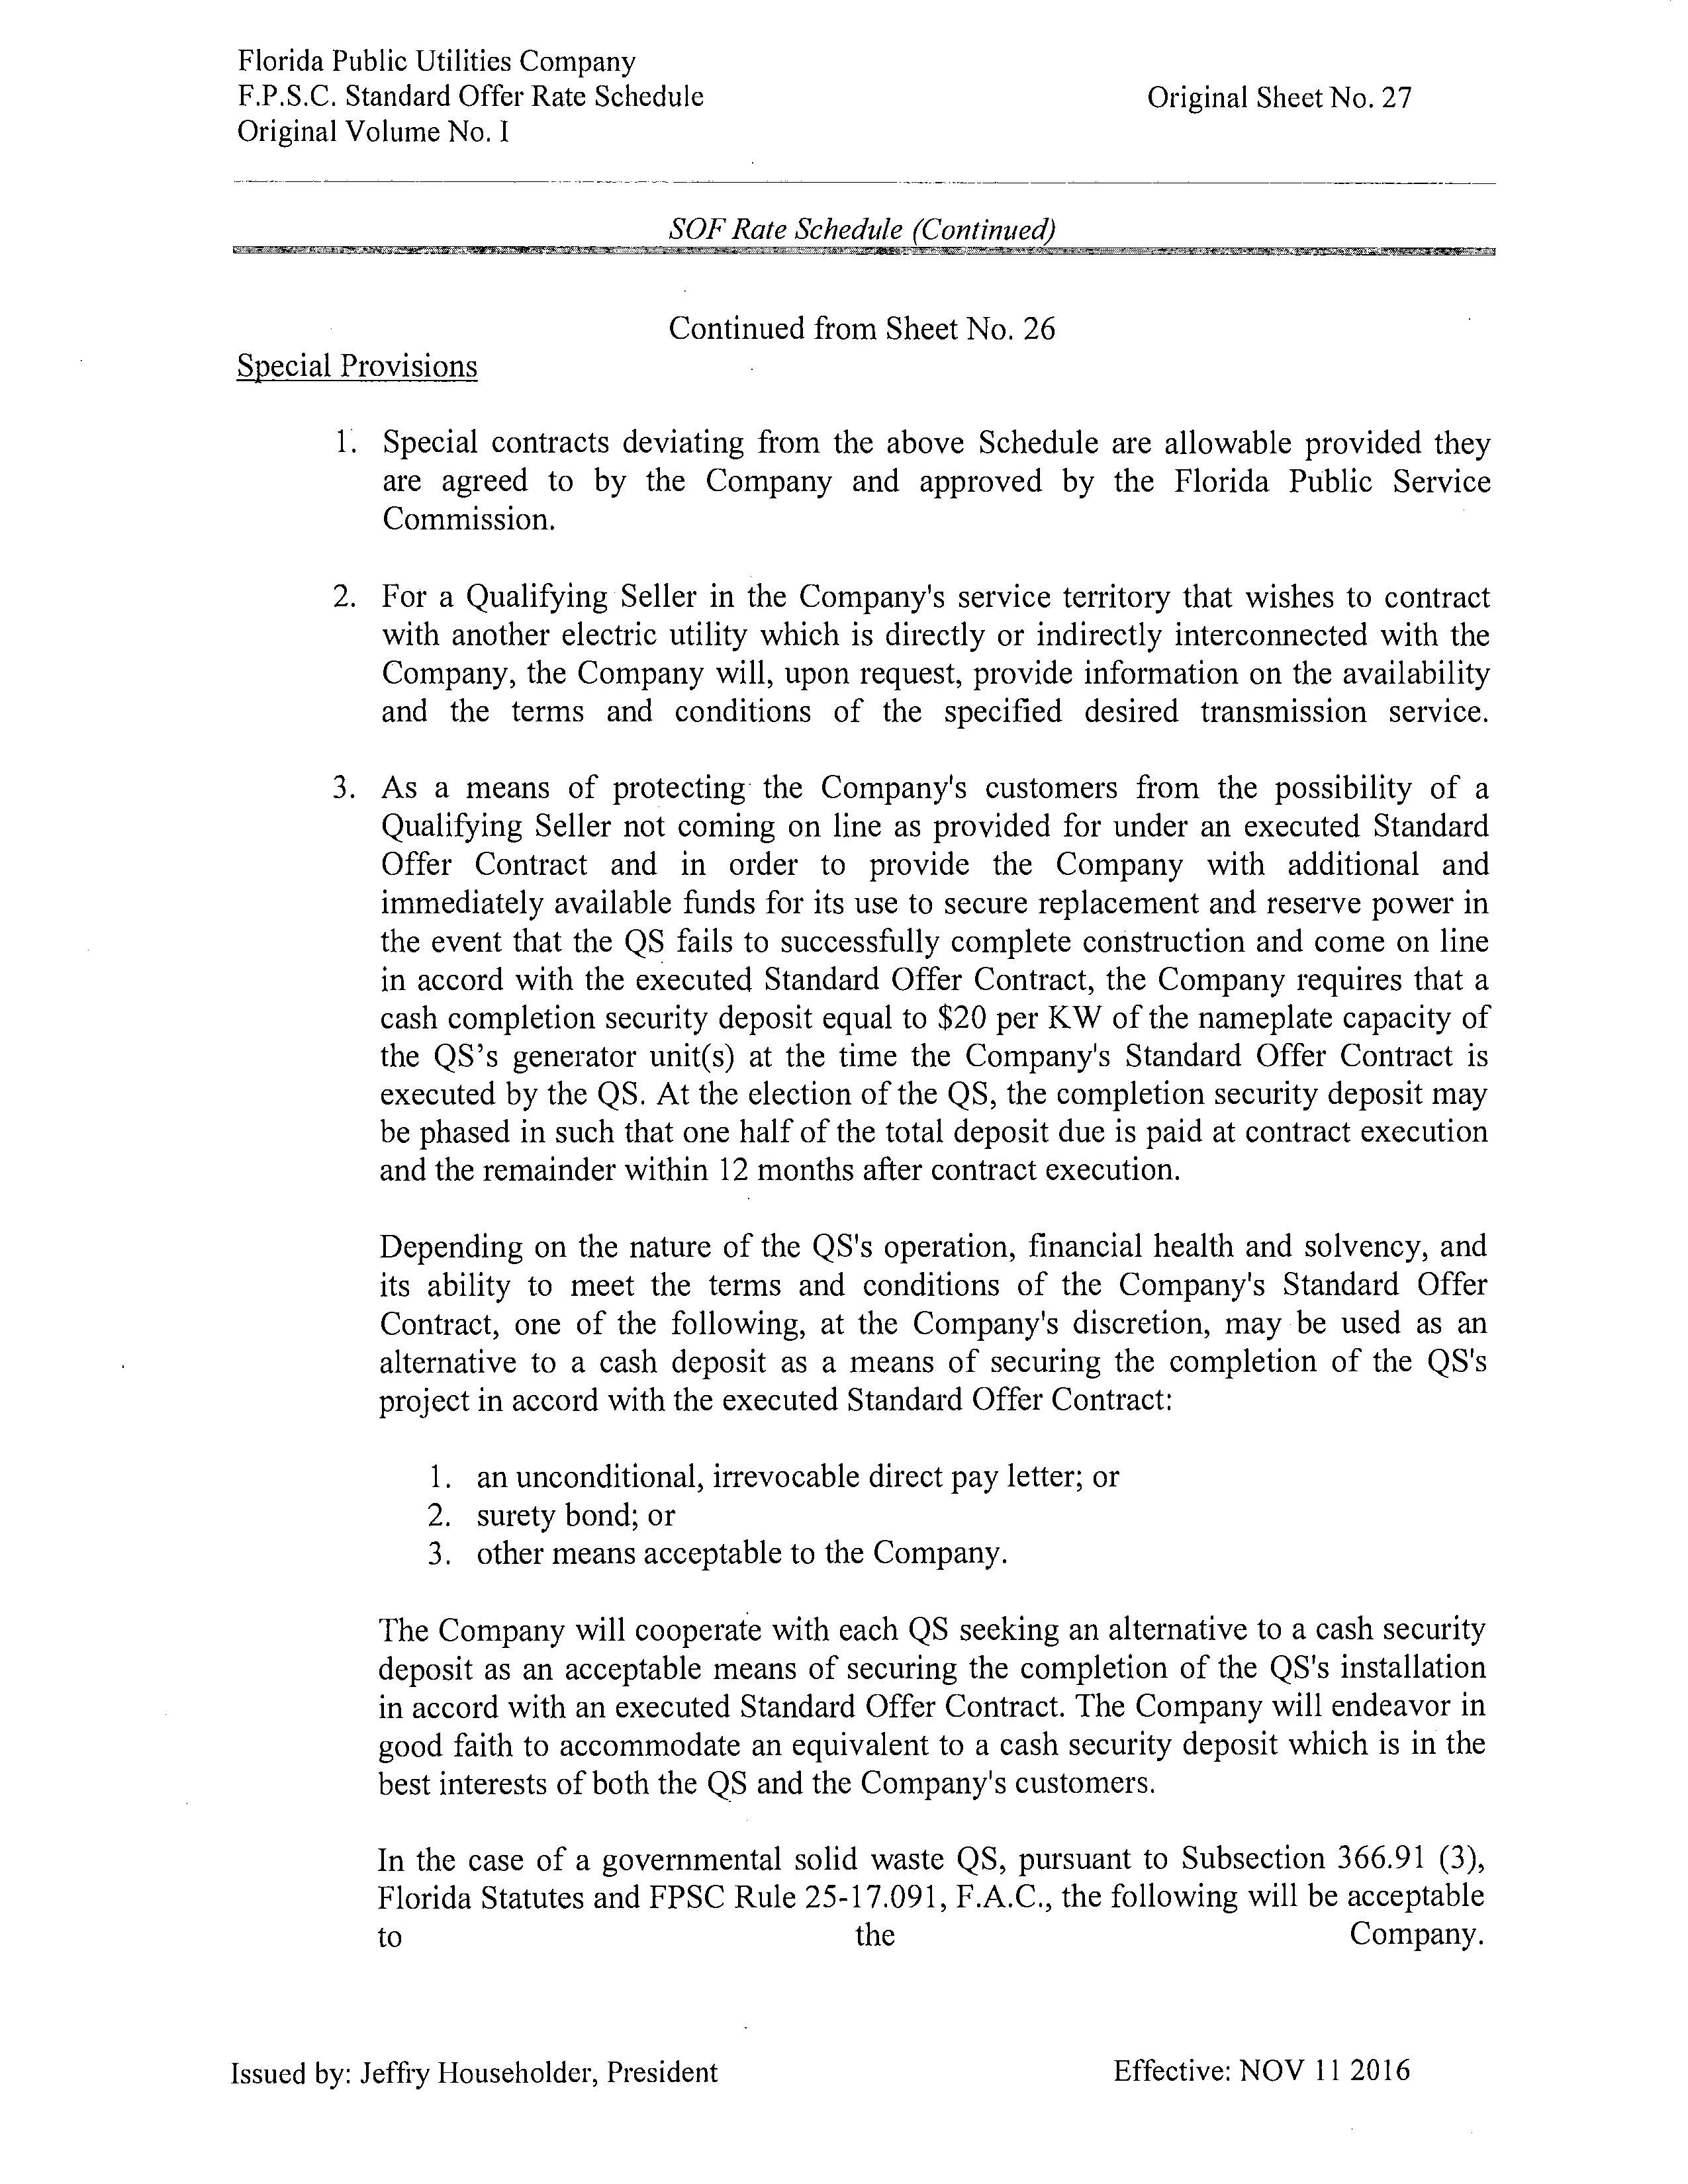 Florida Public Utilities Company
F.P.S.C. Standard Offer Rate Schedule
Original Sheet No. 27
Original Volume No. I
SOF Rate Schedule (Continued)
Continued from Sheet No. 26
Special Provisions
1. Special contracts deviating from the above Schedule are allowable provided they
are agreed to by the Company and approved by the Florida Public Service
Commission.
2. For a Qualifying Seller in the Company's service territory that wishes to contract
with another electric utility which is directly or indirectly interconnected with the
Company, the Company will, upon request, provide information on the availability
and the terms and conditions of the specified desired transmission service.
3. As a means of protecting the Company's customers from the possibility of a
Qualifying Seller not coming on line as provided for under an executed Standard
Offer Contract and in order to provide the Company with additional and
immediately available funds for its use to secure replacement and reserve power in
the event that the QS fails to successfully complete construction and come on line
in accord with the executed Standard Offer Contract, the Company requires that a
cash completion security deposit equal to $20 per KW of the nameplate capacity of
the QS’s generator unit(s) at the time the Company's Standard Offer Contract is
executed by the QS. At the election of the QS, the completion security deposit may
be phased in such that one half of the total deposit due is paid at contract execution
and the remainder within 12 months after contract execution.
Depending on the nature of the QS's operation, financial health and solvency, and
its ability to meet the terms and conditions of the Company's Standard Offer
Contract, one of the following, at the Company's discretion, may be used as an
alternative to a cash deposit as a means of securing the completion of the QS's
project in accord with the executed Standard Offer Contract:
1. an unconditional, irrevocable direct pay letter; or
2. surety bond; or
3. other means acceptable to the Company.
The Company will cooperate with each QS seeking an alternative to a cash security
deposit as an acceptable means of securing the completion of the QS's installation
in accord with an executed Standard Offer Contract. The Company will endeavor in
good faith to accommodate an equivalent to a cash security deposit which is in the
best interests of both the QS and the Company's customers.
In the case of a governmental solid waste QS, pursuant to Subsection 366.91 (3),
Florida Statutes and FPSC Rule 25-17.091, F.A.C., the following will be acceptable
to the Company.
Issued by: Jeffry Householder, President
Effective: NOV 11 2016